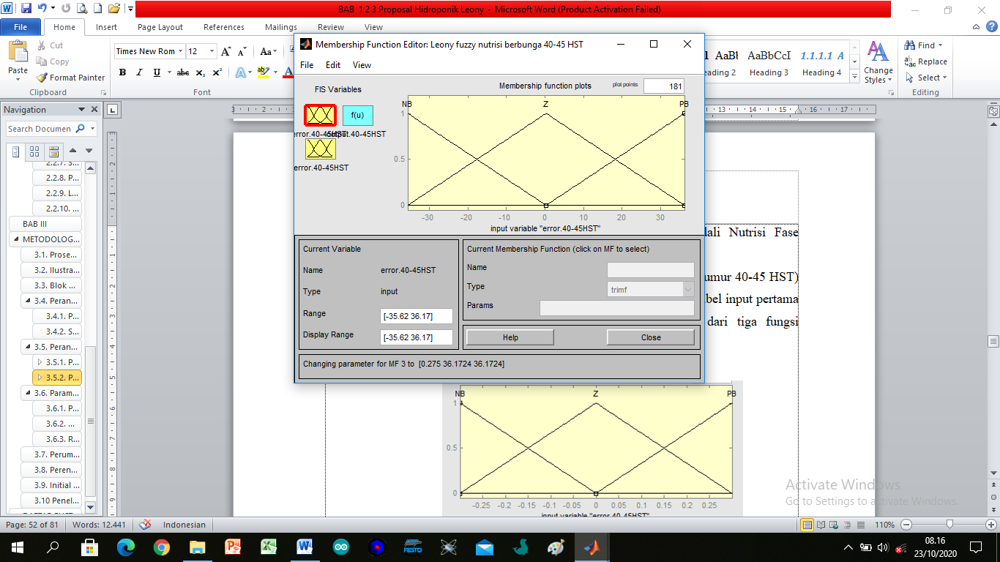 BAB 1 2 3 Proposal Hidroponik Leony - Microsoft Word (Product Activation Failed)
File Home Insert Page Layout References Mailings Review View
Paste
Cut
Copy
Format Painter
Clipboard
Times New Rom 12
Font
AaBbCcI 1.1.1.1 A
Heading 3 Heading 4
Change Styles
Find
Replace
Select
Editing
Navigation
Search Documen
2.2.7. S...
2.2.8. P...
2.2.9. L...
2.2.10. ...
BAB III
METODOLOG...
3.1. Prose...
3.2. Ilustra...
3.3. Blok ...
3.4. Peran...
3.4.1. P...
3.4.2. S...
3.5. Peran...
3.5.1. P...
3.5.2. P...
3.6. Param...
3.6.1. P...
3.6.2. ...
3.6.3. R...
3.7. Perum...
3.8. Peren...
3.9. Initial ...
3.10 Penel...
Membership Function Editor: Leony fuzzy nutrisi berbunga 40-45 HST
File Edit View
FIS Variables
f(u)
error.40-45HST
Membership function plots
plot points: 181
NB Z PB
1
0.5
0
-30 -20 -10 0 10 20 30
input variable "error.40-45HST"
Current Variable
Name error.40-45HST
Type input
Range [-35.62 36.17]
Display Range [-35.62 36.17]
Current Membership Function (click on MF to select)
Name
Type trimf
Params
Help Close
Changing parameter for MF 3 to [0.275 36.1724 36.1724]
Nutrisi Fase
umur 40-45 HST)
input pertama
dari tiga fungsi
NB Z PB
1
0.5
0
-0.25 -0.2 -0.15 -0.1 -0.05 0 0.05 0.1 0.15 0.2 0.25
input variable "error.40-45HST"
Activate Windows
Go to Settings to activate Windows.
Page: 52 of 81 Words: 12.441 Indonesian 110%
FESTO
08.16
23/10/2020